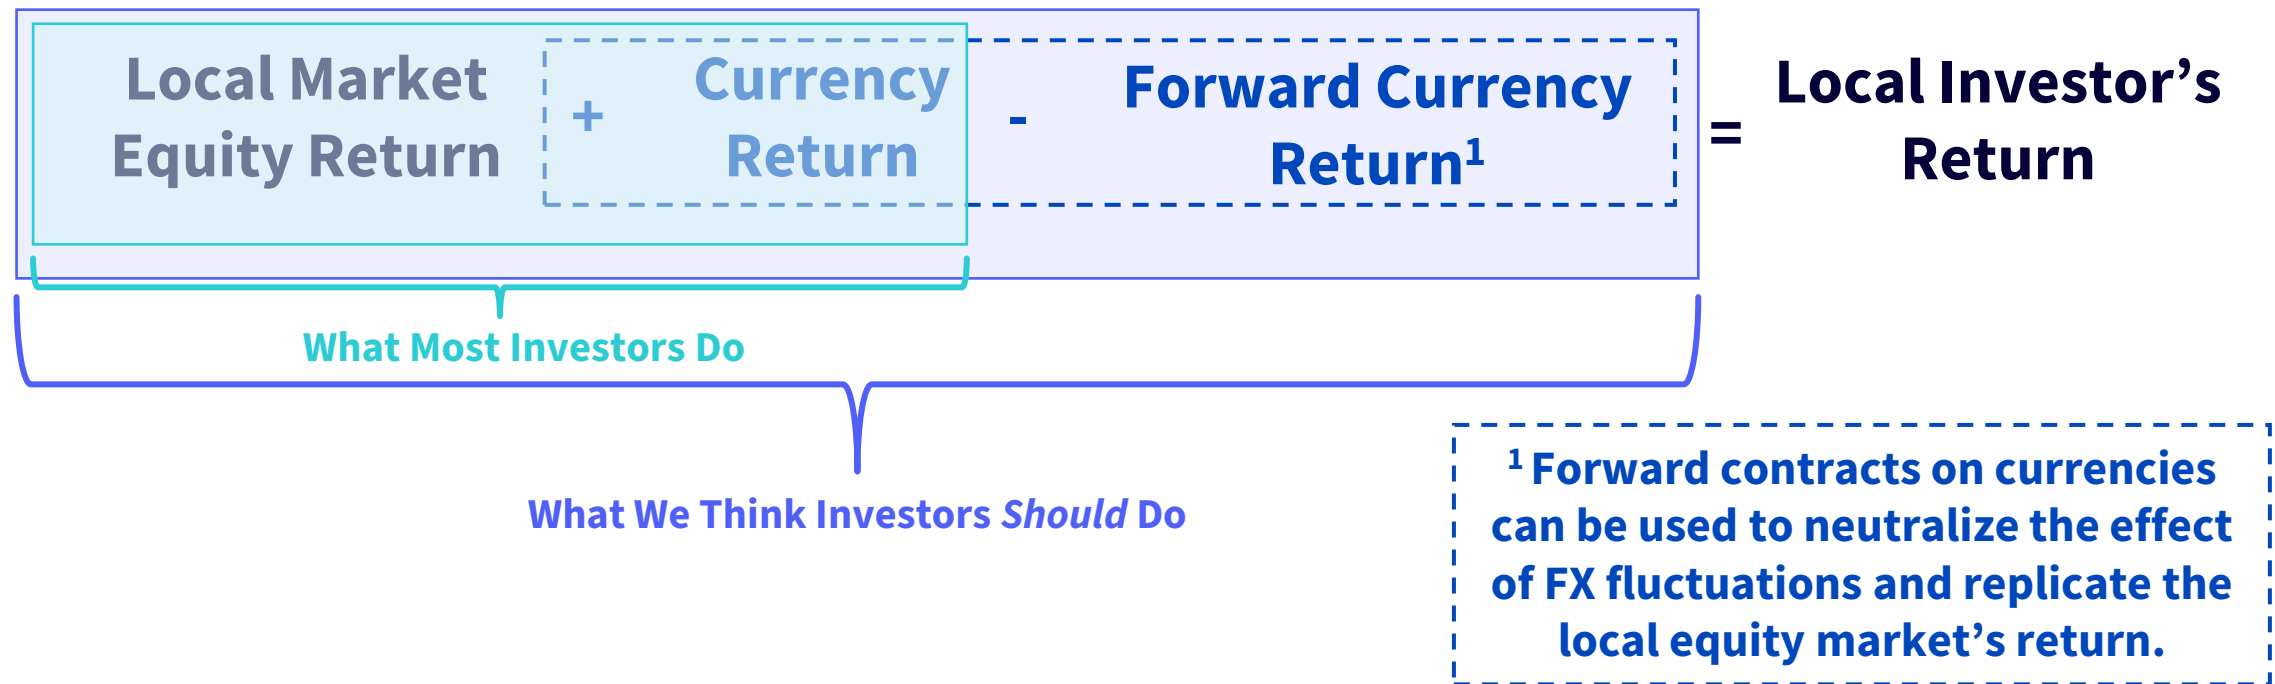 Local Market
Equity Return
+
Currency
Return
-
Forward Currency
Return¹
=
Local Investor’s
Return
What Most Investors Do
What We Think Investors Should Do
¹ Forward contracts on currencies
can be used to neutralize the effect
of FX fluctuations and replicate the
local equity market’s return.